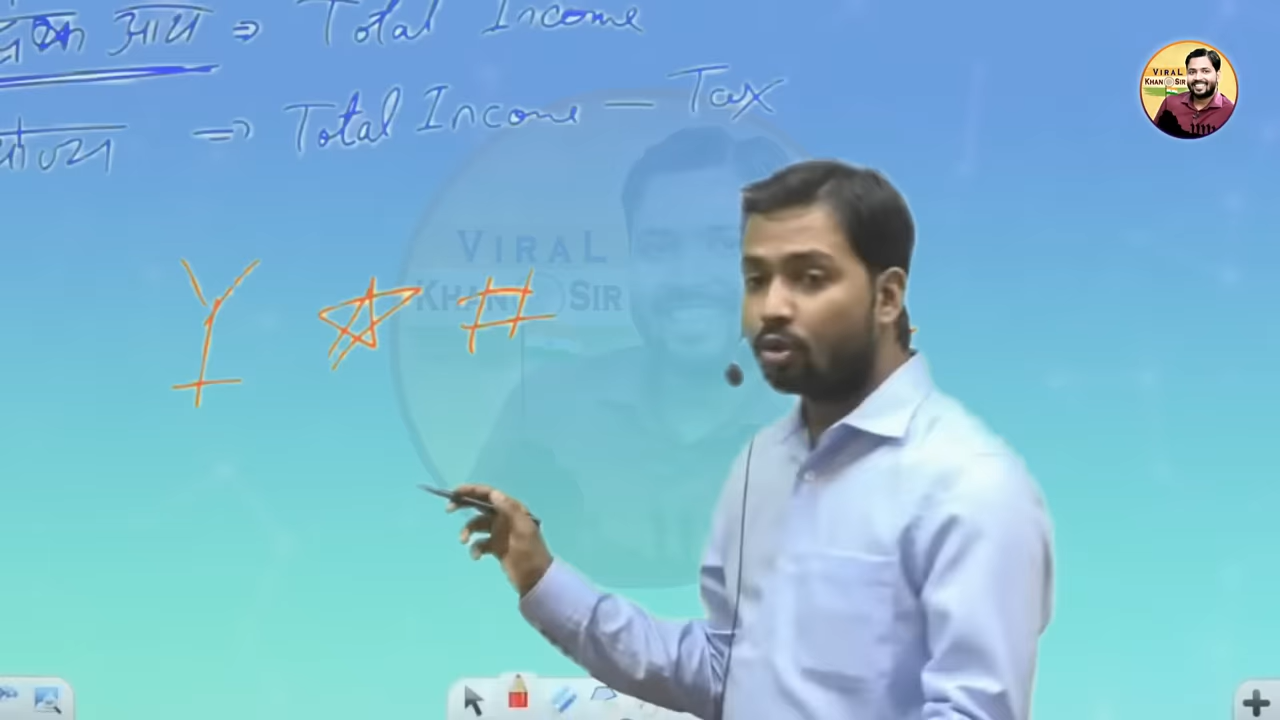 आय ⇒ Total Income
⇒ Total Income – Tax
Y ☆ #
VIRAL
KHAN SIR
VIRAL
KHAN SIR